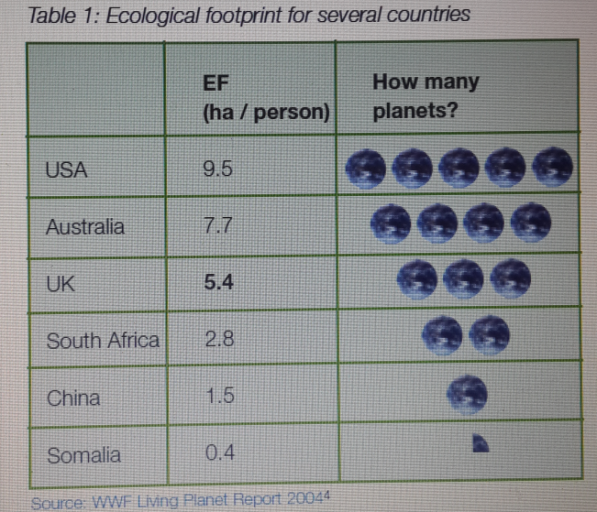 Table 1: Ecological footprint for several countries
EF
(ha / person)
How many
planets?
USA 9.5
Australia 7.7
UK 5.4
South Africa 2.8
China 1.5
Somalia 0.4
Source: WWF Living Planet Report 2004⁴